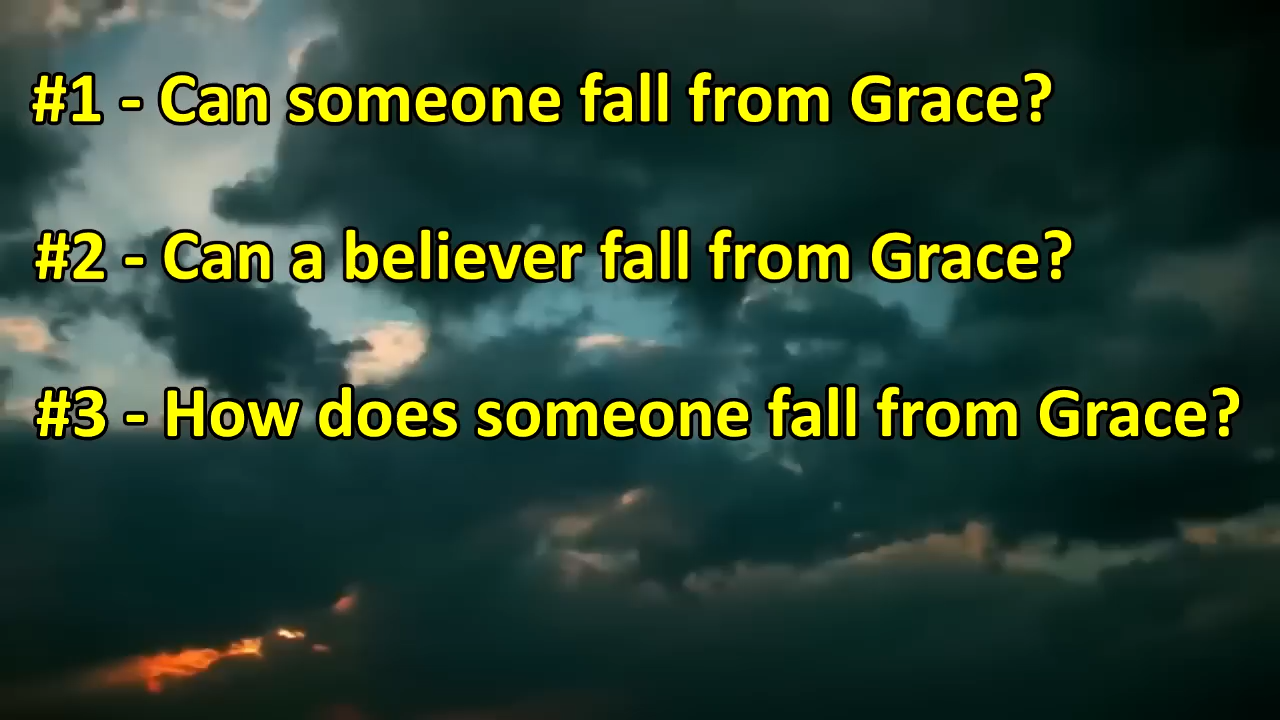 #1 - Can someone fall from Grace?
#2 - Can a believer fall from Grace?
#3 - How does someone fall from Grace?